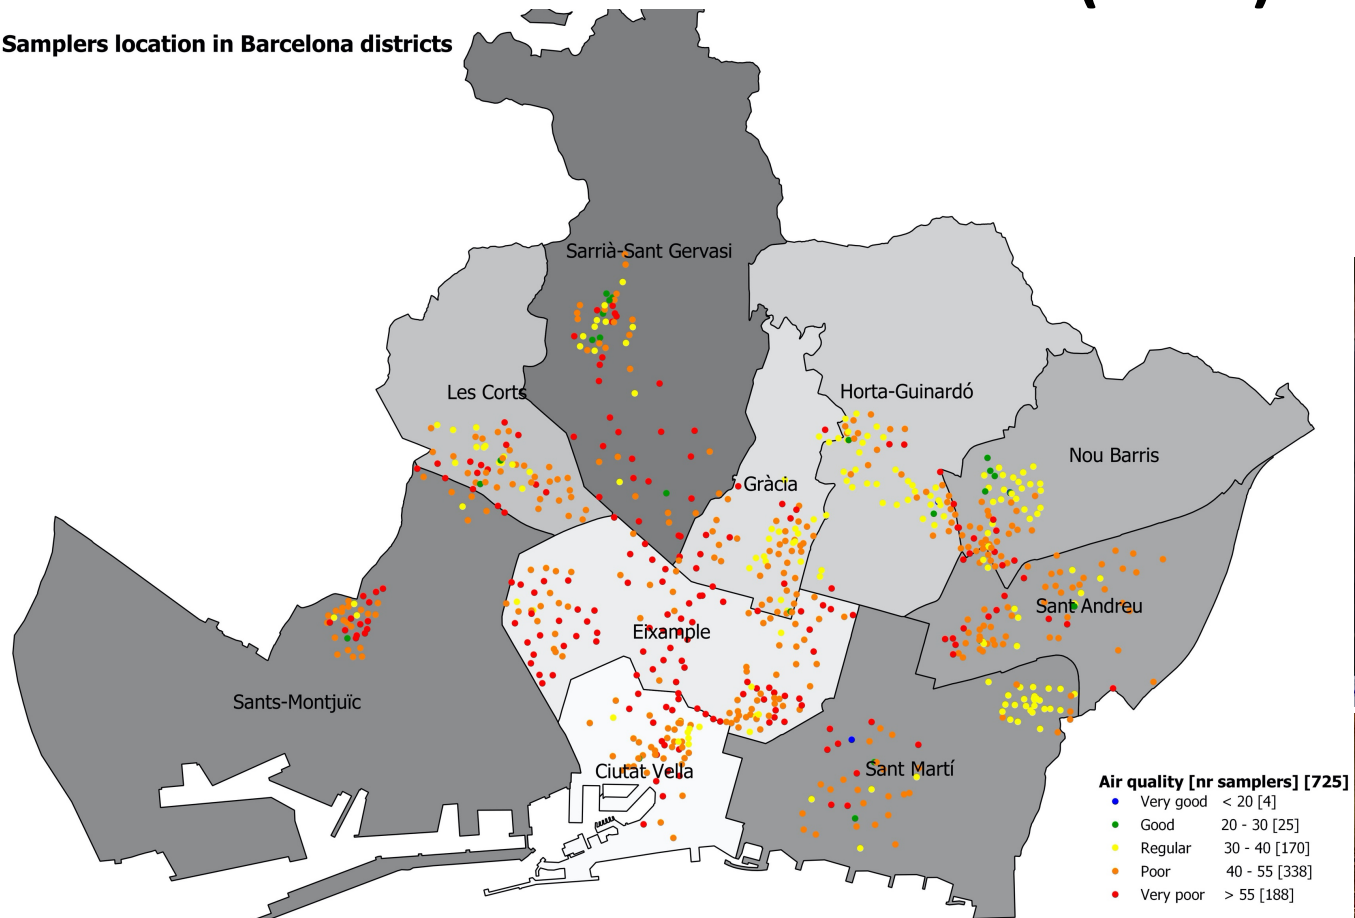 Samplers location in Barcelona districts
Sarrià-Sant Gervasi
Les Corts
Horta-Guinardó
Nou Barris
Gràcia
Sant Andreu
Eixample
Sants-Montjuïc
Ciutat Vella
Sant Martí
Air quality [nr samplers] [725]
Very good < 20 [4]
Good 20 - 30 [25]
Regular 30 - 40 [170]
Poor 40 - 55 [338]
Very poor > 55 [188]